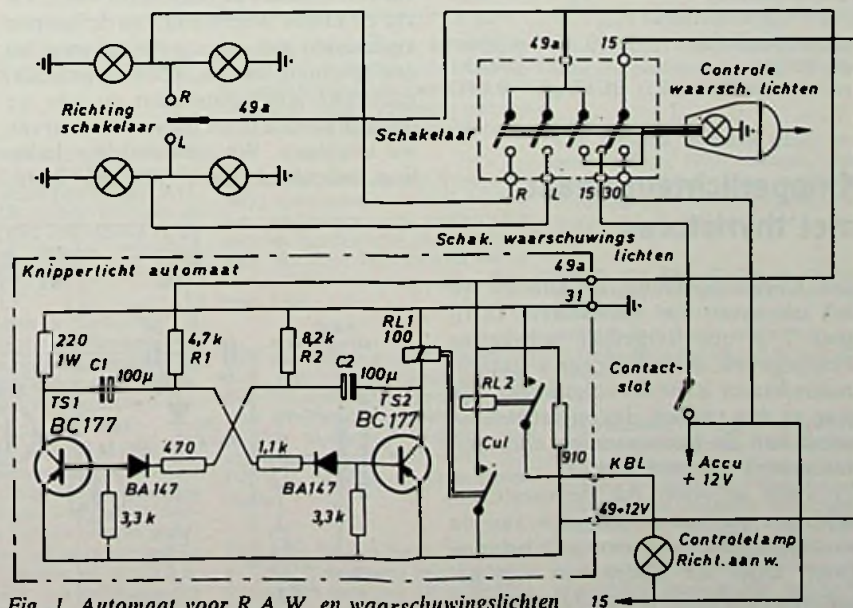 R
Richting
schakelaar
49a
L
49a
15
Controle
waarsch. lichten
Schakelaar
R L 15 30
Schak. waarschuwings
lichten
Knipperlicht automaat
49a
31
220
1W
C1
100µ
4,7k
R1
8,2k
R2
C2
100µ
RL1
100
TS1
BC177
TS2
BC177
RL2
Cul
470
1,1k
BA147
BA147
3,3k
3,3k
910
Contact-
slot
Accu
+ 12V
KBL
49+12V
Controlelamp
Richt. aanw.
15
Fig. 1. Automaat voor R.A.W. en waarschuwingslichten